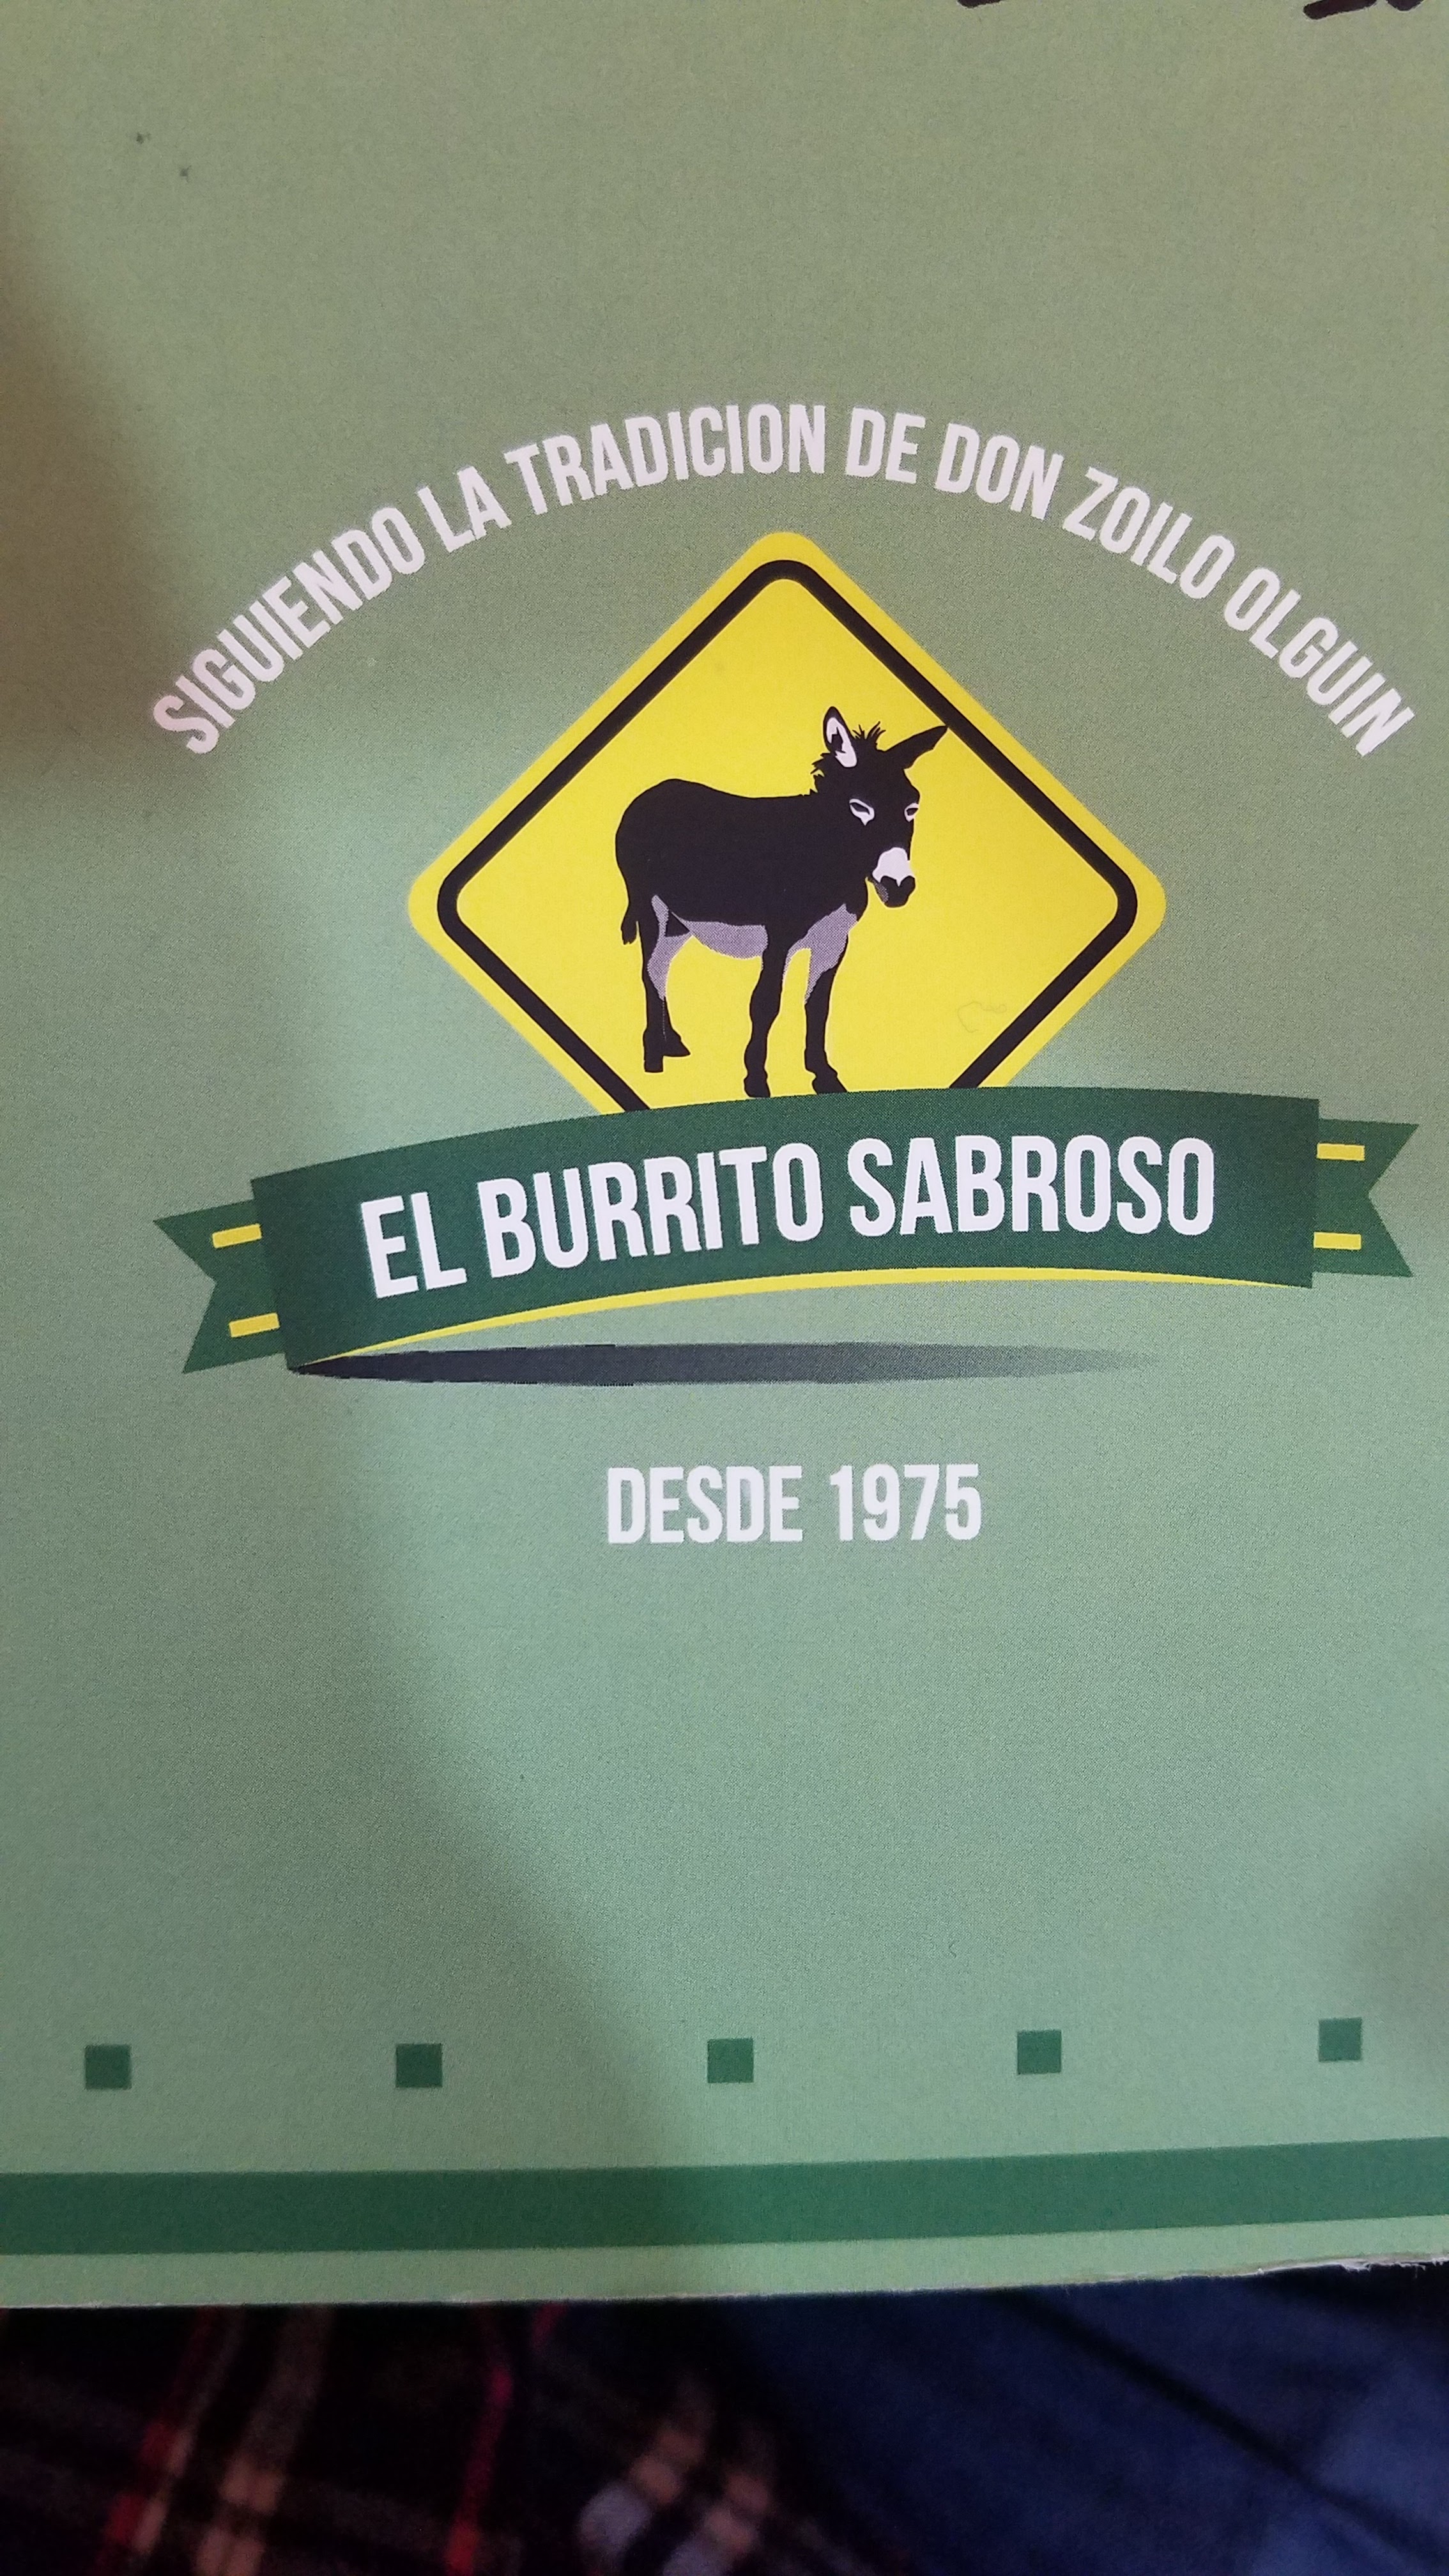 SIGUIENDO LA TRADICION DE DON ZOILO OLGUIN
EL BURRITO SABROSO
DESDE 1975